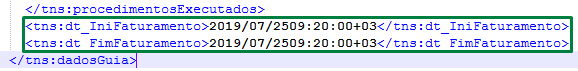 </tns:procedimentosExecutados>
<tns:dt_IniFaturamento>2019/07/2509:20:00+03</tns:dt_IniFaturamento>
<tns:dt_FimFaturamento>2019/07/2509:20:00+03</tns:dt_FimFaturamento>
</tns:dadosGuia>